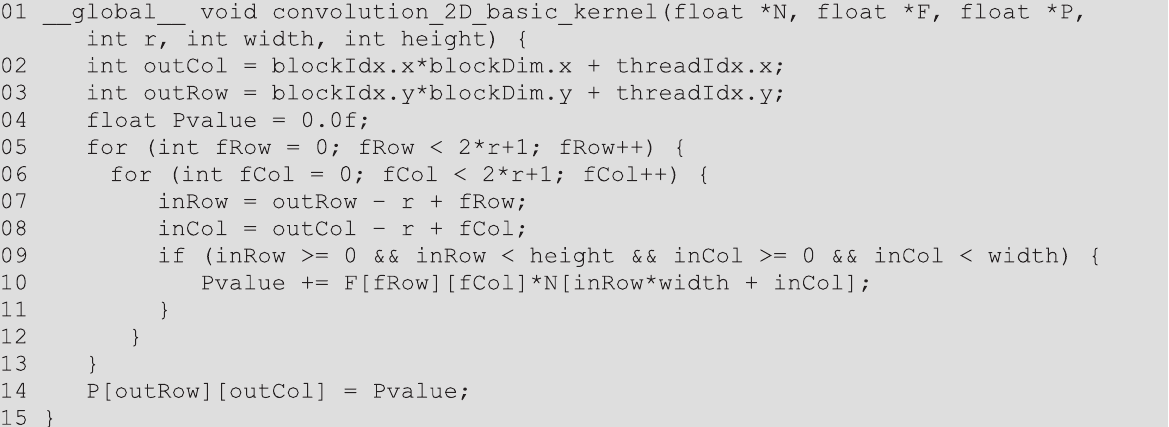 01 __global__ void convolution_2D_basic_kernel(float *N, float *F, float *P,
      int r, int width, int height) {
02    int outCol = blockIdx.x*blockDim.x + threadIdx.x;
03    int outRow = blockIdx.y*blockDim.y + threadIdx.y;
04    float Pvalue = 0.0f;
05    for (int fRow = 0; fRow < 2*r+1; fRow++) {
06      for (int fCol = 0; fCol < 2*r+1; fCol++) {
07          inRow = outRow - r + fRow;
08          inCol = outCol - r + fCol;
09          if (inRow >= 0 && inRow < height && inCol >= 0 && inCol < width) {
10             Pvalue += F[fRow][fCol]*N[inRow*width + inCol];
11          }
12        }
13    }
14    P[outRow][outCol] = Pvalue;
15 }